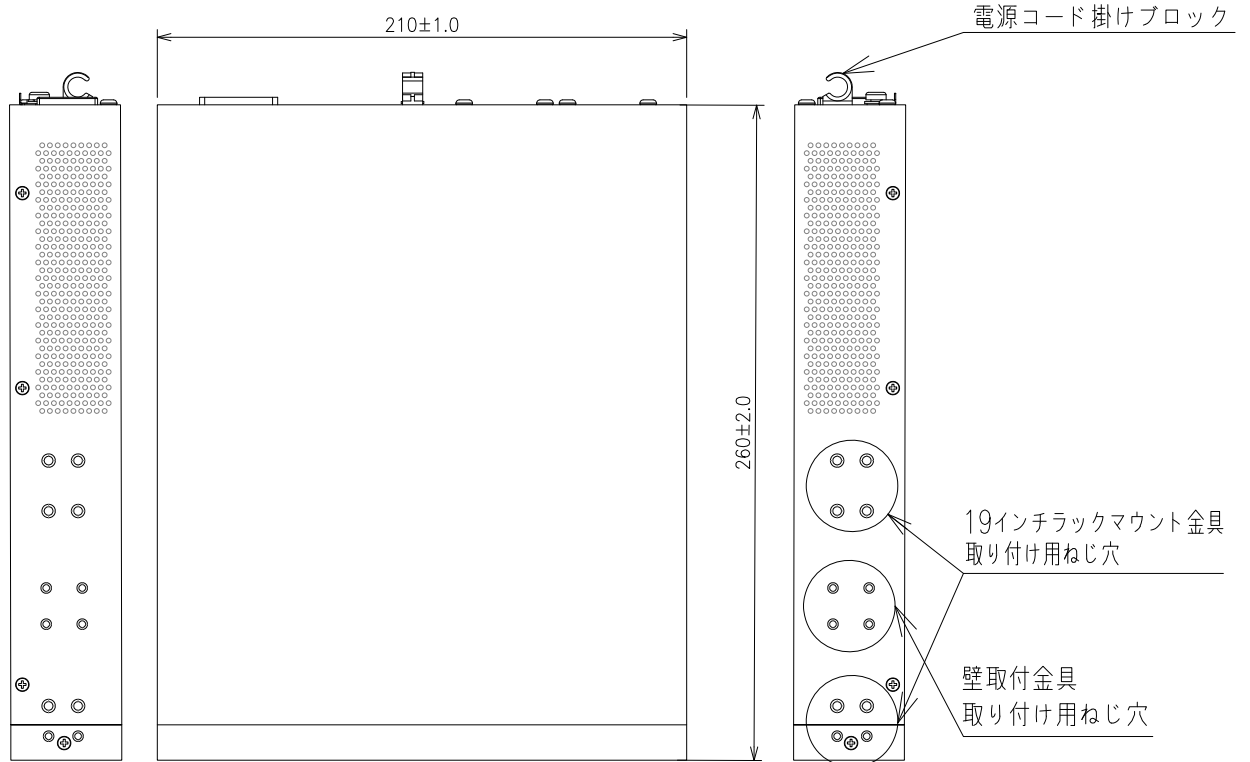 電源コード掛けブロック
210±1.0
260±2.0
19インチラックマウント金具
取り付け用ねじ穴
壁取付金具
取り付け用ねじ穴